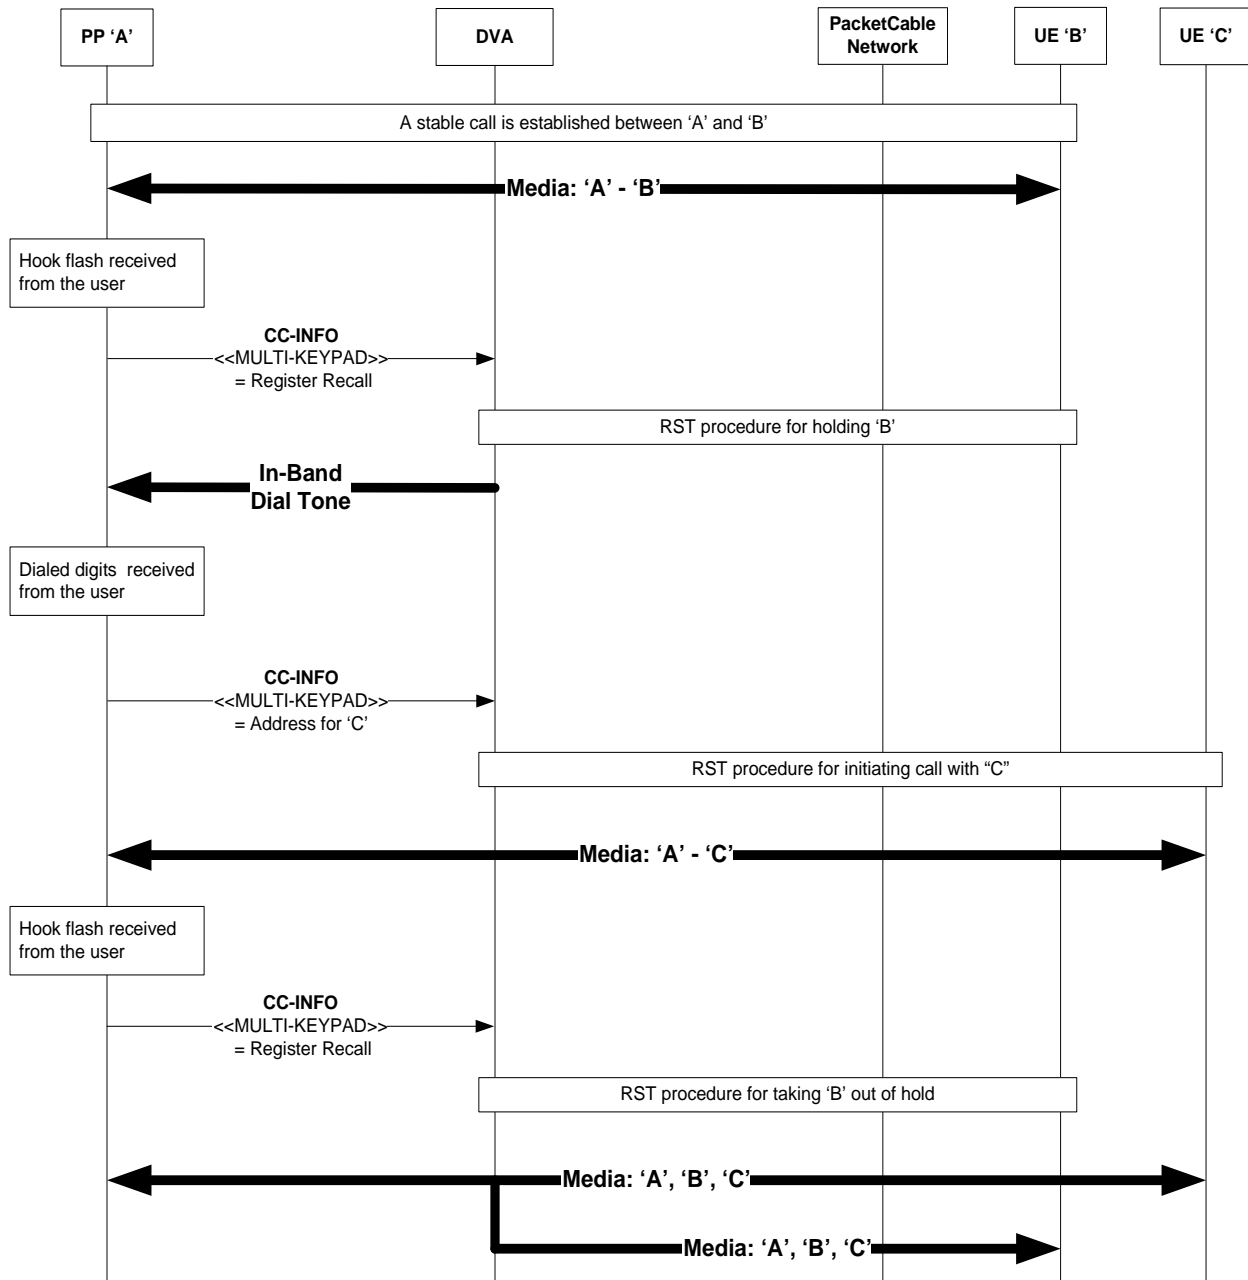 PP ‘A’
DVA
PacketCable
Network
UE ‘B’
UE ‘C’
A stable call is established between ‘A’ and ‘B’
Media: ‘A’ - ‘B’
Hook flash received
from the user
CC-INFO
<<MULTI-KEYPAD>>
= Register Recall
RST procedure for holding ‘B’
In-Band
Dial Tone
Dialed digits received
from the user
CC-INFO
<<MULTI-KEYPAD>>
= Address for ‘C’
RST procedure for initiating call with “C”
Media: ‘A’ - ‘C’
Hook flash received
from the user
CC-INFO
<<MULTI-KEYPAD>>
= Register Recall
RST procedure for taking ‘B’ out of hold
Media: ‘A’, ‘B’, ‘C’
Media: ‘A’, ‘B’, ‘C’